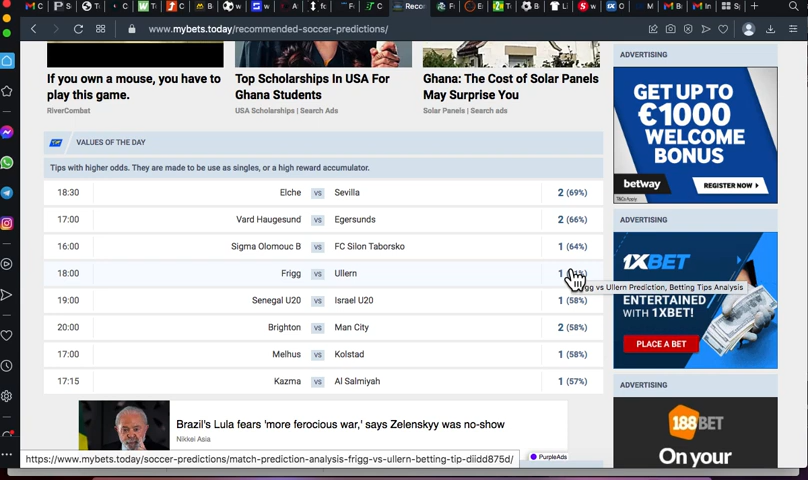 www.mybets.today/recommended-soccer-predictions/
If you own a mouse, you have to
play this game.
RiverCombat
Top Scholarships In USA For
Ghana Students
USA Scholarships | Search Ads
Ghana: The Cost of Solar Panels
May Surprise You
Solar Panels | Search ads
VALUES OF THE DAY
Tips with higher odds. They are made to be use as singles, or a high reward accumulator.
18:30 Elche vs Sevilla 2 (69%)
17:00 Vard Haugesund vs Egersunds 2 (66%)
16:00 Sigma Olomouc B vs FC Silon Taborsko 1 (64%)
18:00 Frigg vs Ullern 1
19:00 Senegal U20 vs Israel U20 1 (58%)
20:00 Brighton vs Man City 2 (58%)
17:00 Melhus vs Kolstad 1 (58%)
17:15 Kazma vs Al Salmiyah 1 (57%)
vs Ullern Prediction, Betting Tips Analysis
Brazil's Lula fears 'more ferocious war,' says Zelenskyy was no-show
Nikkei Asia
PurpleAds
https://www.mybets.today/soccer-predictions/match-prediction-analysis-frigg-vs-ullern-betting-tip-diidd875d/
ADVERTISING
GET UP TO
€1000
WELCOME
BONUS
betway
REGISTER NOW
ADVERTISING
1XBET
ENTERTAINED
WITH 1XBET!
PLACE A BET
ADVERTISING
188BET
On your